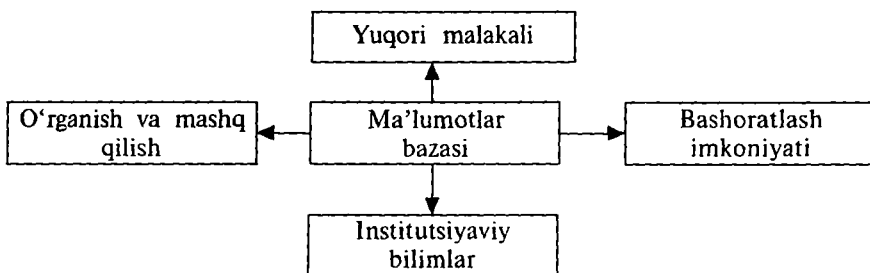 Yuqori malakali
O‘rganish va mashq
qilish
Ma’lumotlar
bazasi
Bashoratlash
imkoniyati
Institutsiyaviy
bilimlar